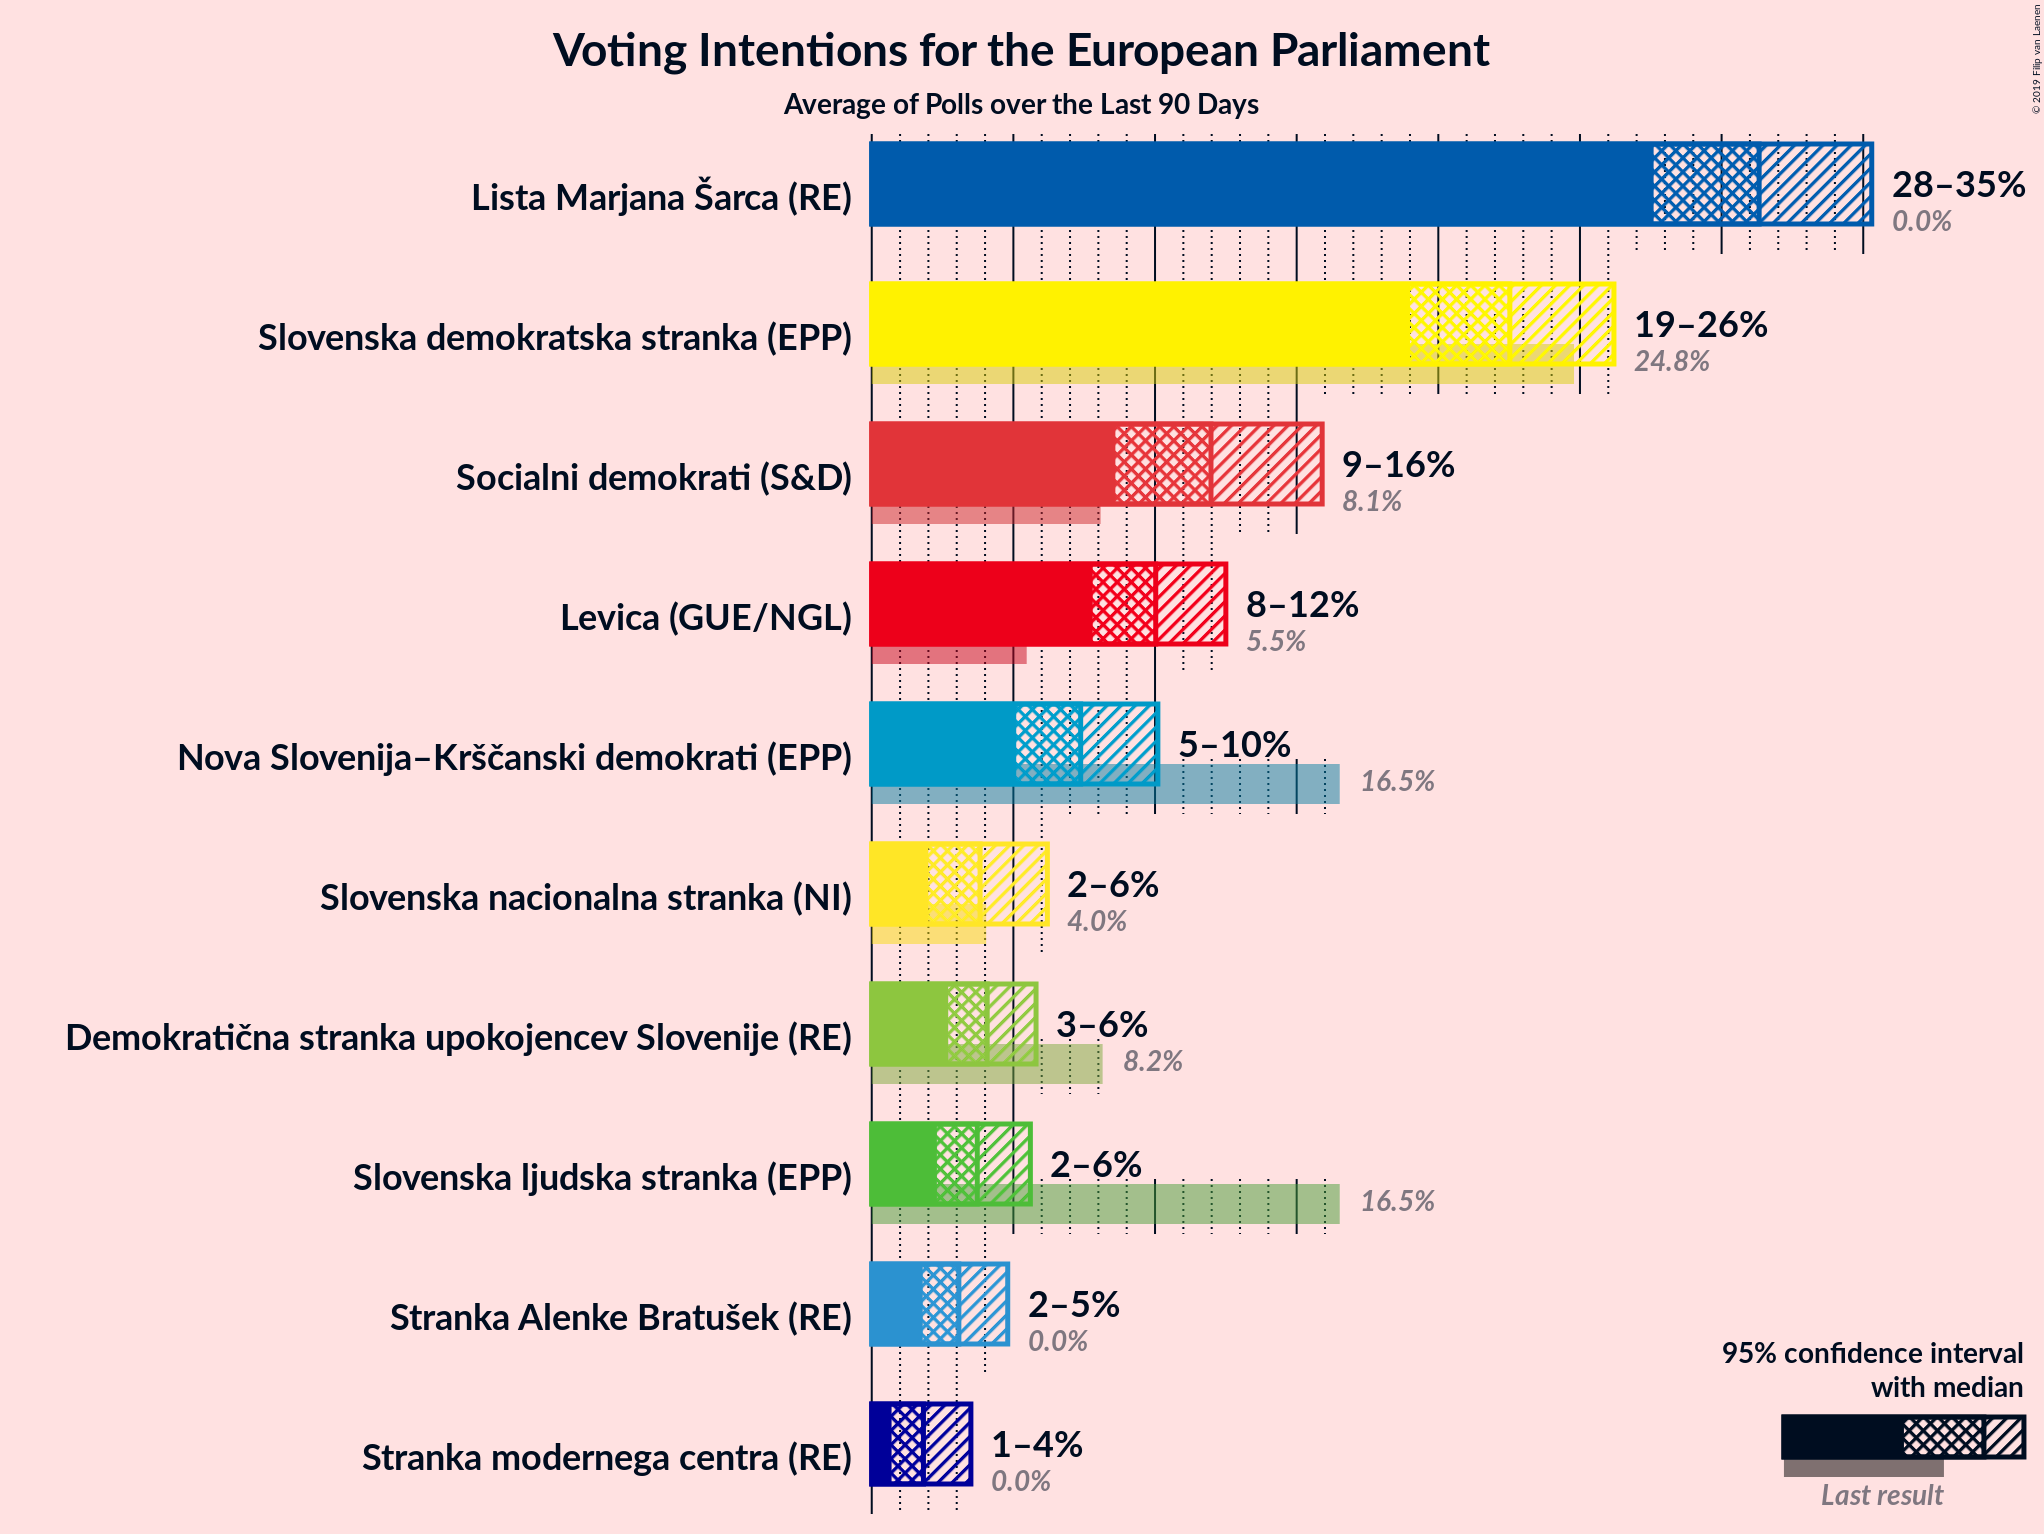 Voting Intentions for the European Parliament
Average of Polls over the Last 90 Days
© 2019 Filip van Laenen
Lista Marjana Šarca (RE)
28–35%
0.0%
Slovenska demokratska stranka (EPP)
19–26%
24.8%
Socialni demokrati (S&D)
9–16%
8.1%
Levica (GUE/NGL)
8–12%
5.5%
Nova Slovenija–Krščanski demokrati (EPP)
5–10%
16.5%
Slovenska nacionalna stranka (NI)
2–6%
4.0%
Demokratična stranka upokojencev Slovenije (RE)
3–6%
8.2%
Slovenska ljudska stranka (EPP)
2–6%
16.5%
Stranka Alenke Bratušek (RE)
2–5%
0.0%
Stranka modernega centra (RE)
1–4%
0.0%
95% confidence interval
with median
Last result